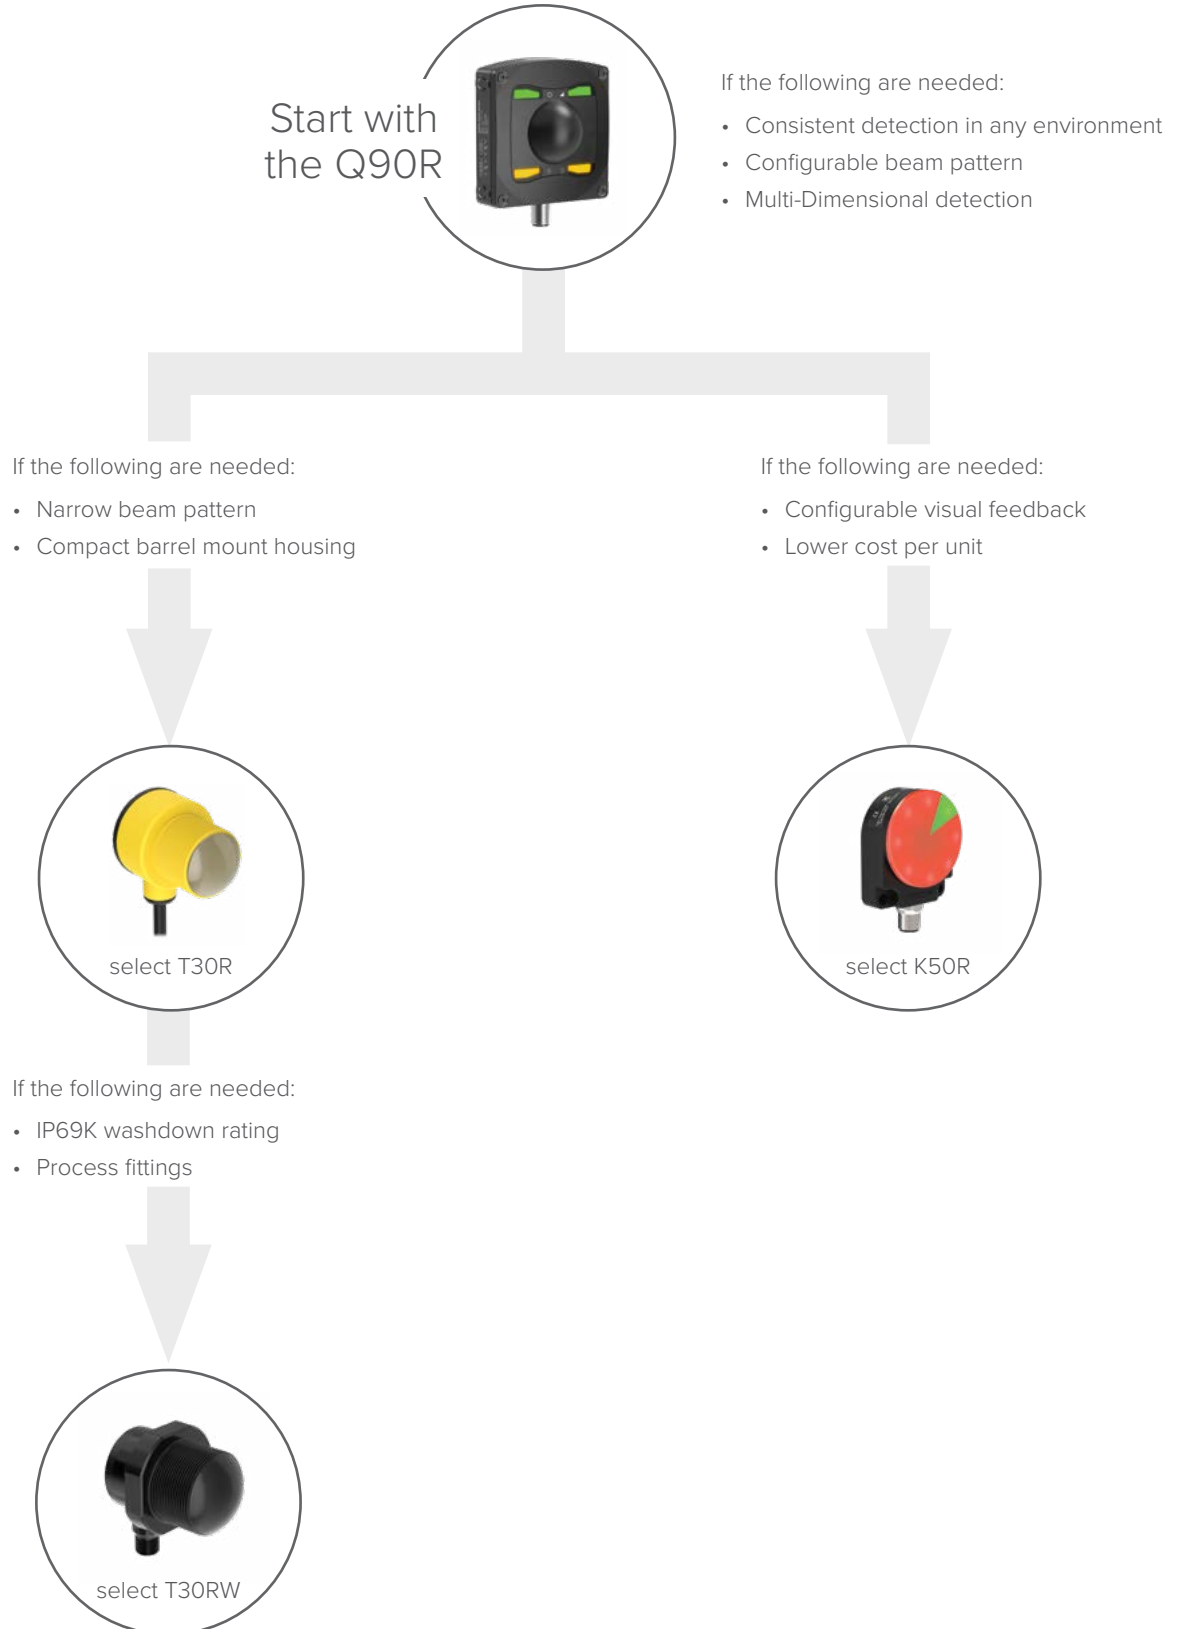 Start with
the Q90R
If the following are needed:
• Consistent detection in any environment
• Configurable beam pattern
• Multi-Dimensional detection
If the following are needed:
• Narrow beam pattern
• Compact barrel mount housing
If the following are needed:
• Configurable visual feedback
• Lower cost per unit
select T30R
select K50R
If the following are needed:
• IP69K washdown rating
• Process fittings
select T30RW